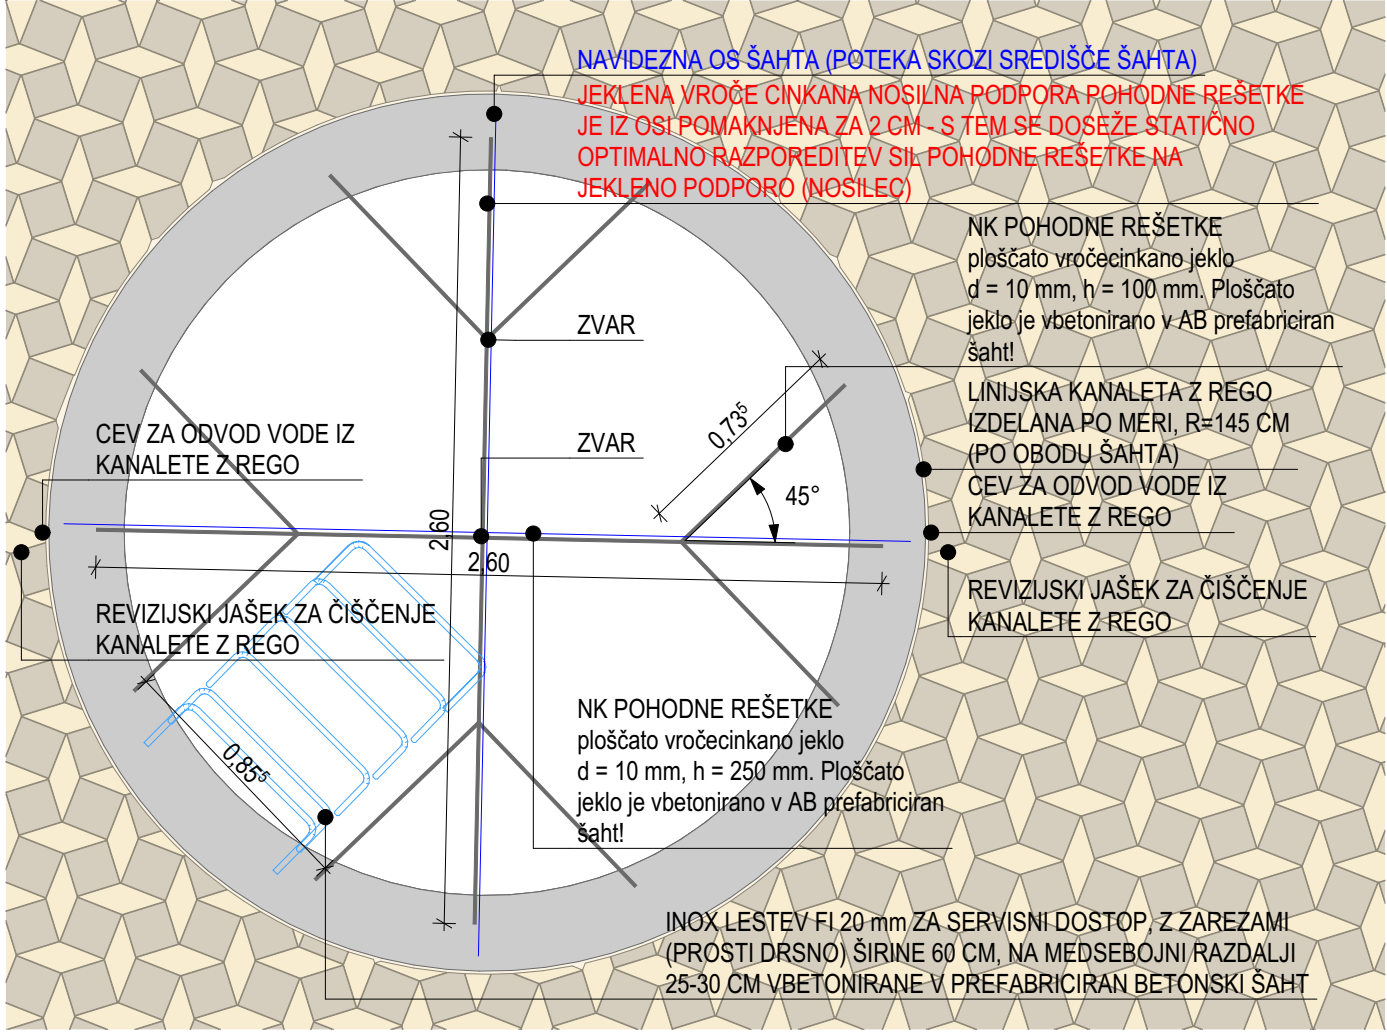 NAVIDEZNA OS ŠAHTA (POTEKA SKOZI SREDIŠČE ŠAHTA)
JEKLENA VROČE CINKANA NOSILNA PODPORA POHODNE REŠETKE
JE IZ OSI POMAKNJENA ZA 2 CM - S TEM SE DOSEŽE STATIČNO
OPTIMALNO RAZPOREDITEV SIL POHODNE REŠETKE NA
JEKLENO PODPORO (NOSILEC)
NK POHODNE REŠETKE
ploščato vročecinkano jeklo
d = 10 mm, h = 100 mm. Ploščato
jeklo je vbetonirano v AB prefabriciran
šaht!
ZVAR
ZVAR
0,73⁵
45°
LINIJSKA KANALETA Z REGO
IZDELANA PO MERI, R=145 CM
(PO OBODU ŠAHTA)
CEV ZA ODVOD VODE IZ
KANALETE Z REGO
CEV ZA ODVOD VODE IZ
KANALETE Z REGO
2,60
2,60
REVIZIJSKI JAŠEK ZA ČIŠČENJE
KANALETE Z REGO
REVIZIJSKI JAŠEK ZA ČIŠČENJE
KANALETE Z REGO
0,85⁵
NK POHODNE REŠETKE
ploščato vročecinkano jeklo
d = 10 mm, h = 250 mm. Ploščato
jeklo je vbetonirano v AB prefabriciran
šaht!
INOX LESTEV FI 20 mm ZA SERVISNI DOSTOP, Z ZAREZAMI
(PROSTI DRSNO) ŠIRINE 60 CM, NA MEDSEBOJNI RAZDALJI
25-30 CM VBETONIRANE V PREFABRICIRAN BETONSKI ŠAHT